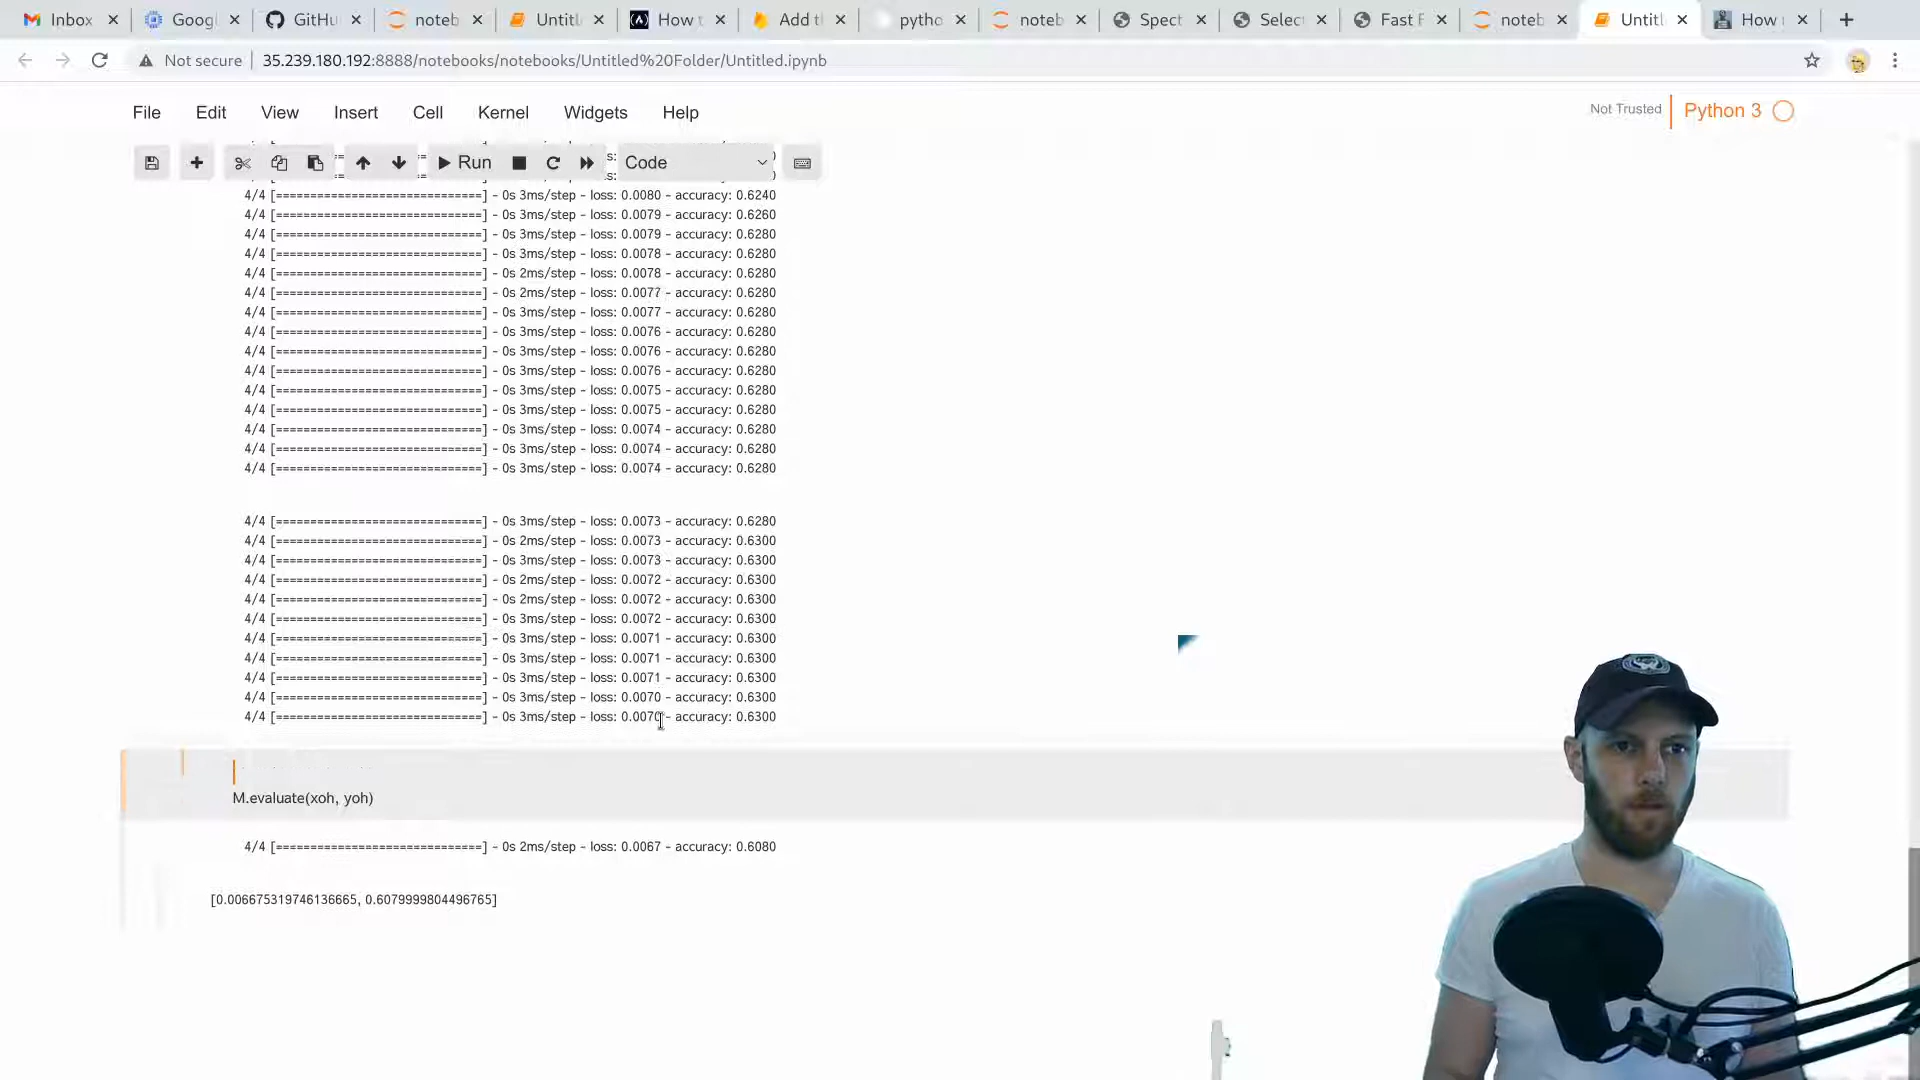 Inbox
Googl
GitHu
noteb
Untitl
How t
Add t
pytho
noteb
Spect
Selec
Fast F
noteb
Untitl
How
Not secure
35.239.180.192:8888/notebooks/notebooks/Untitled%20Folder/Untitled.ipynb
File Edit View Insert Cell Kernel Widgets Help
Not Trusted
Python 3
Run
Code
4/4 [==============================] - 0s 3ms/step - loss: 0.0080 - accuracy: 0.6240
4/4 [==============================] - 0s 3ms/step - loss: 0.0079 - accuracy: 0.6260
4/4 [==============================] - 0s 3ms/step - loss: 0.0079 - accuracy: 0.6280
4/4 [==============================] - 0s 3ms/step - loss: 0.0078 - accuracy: 0.6280
4/4 [==============================] - 0s 2ms/step - loss: 0.0078 - accuracy: 0.6280
4/4 [==============================] - 0s 2ms/step - loss: 0.0077 - accuracy: 0.6280
4/4 [==============================] - 0s 3ms/step - loss: 0.0077 - accuracy: 0.6280
4/4 [==============================] - 0s 3ms/step - loss: 0.0076 - accuracy: 0.6280
4/4 [==============================] - 0s 3ms/step - loss: 0.0076 - accuracy: 0.6280
4/4 [==============================] - 0s 3ms/step - loss: 0.0076 - accuracy: 0.6280
4/4 [==============================] - 0s 3ms/step - loss: 0.0075 - accuracy: 0.6280
4/4 [==============================] - 0s 3ms/step - loss: 0.0075 - accuracy: 0.6280
4/4 [==============================] - 0s 3ms/step - loss: 0.0074 - accuracy: 0.6280
4/4 [==============================] - 0s 3ms/step - loss: 0.0074 - accuracy: 0.6280
4/4 [==============================] - 0s 3ms/step - loss: 0.0074 - accuracy: 0.6280
4/4 [==============================] - 0s 3ms/step - loss: 0.0073 - accuracy: 0.6280
4/4 [==============================] - 0s 2ms/step - loss: 0.0073 - accuracy: 0.6300
4/4 [==============================] - 0s 3ms/step - loss: 0.0073 - accuracy: 0.6300
4/4 [==============================] - 0s 2ms/step - loss: 0.0072 - accuracy: 0.6300
4/4 [==============================] - 0s 2ms/step - loss: 0.0072 - accuracy: 0.6300
4/4 [==============================] - 0s 3ms/step - loss: 0.0072 - accuracy: 0.6300
4/4 [==============================] - 0s 3ms/step - loss: 0.0071 - accuracy: 0.6300
4/4 [==============================] - 0s 3ms/step - loss: 0.0071 - accuracy: 0.6300
4/4 [==============================] - 0s 3ms/step - loss: 0.0071 - accuracy: 0.6300
4/4 [==============================] - 0s 3ms/step - loss: 0.0070 - accuracy: 0.6300
4/4 [==============================] - 0s 3ms/step - loss: 0.0070 - accuracy: 0.6300
M.evaluate(xoh, yoh)
4/4 [==============================] - 0s 2ms/step - loss: 0.0067 - accuracy: 0.6080
[0.006675319746136665, 0.6079999804496765]